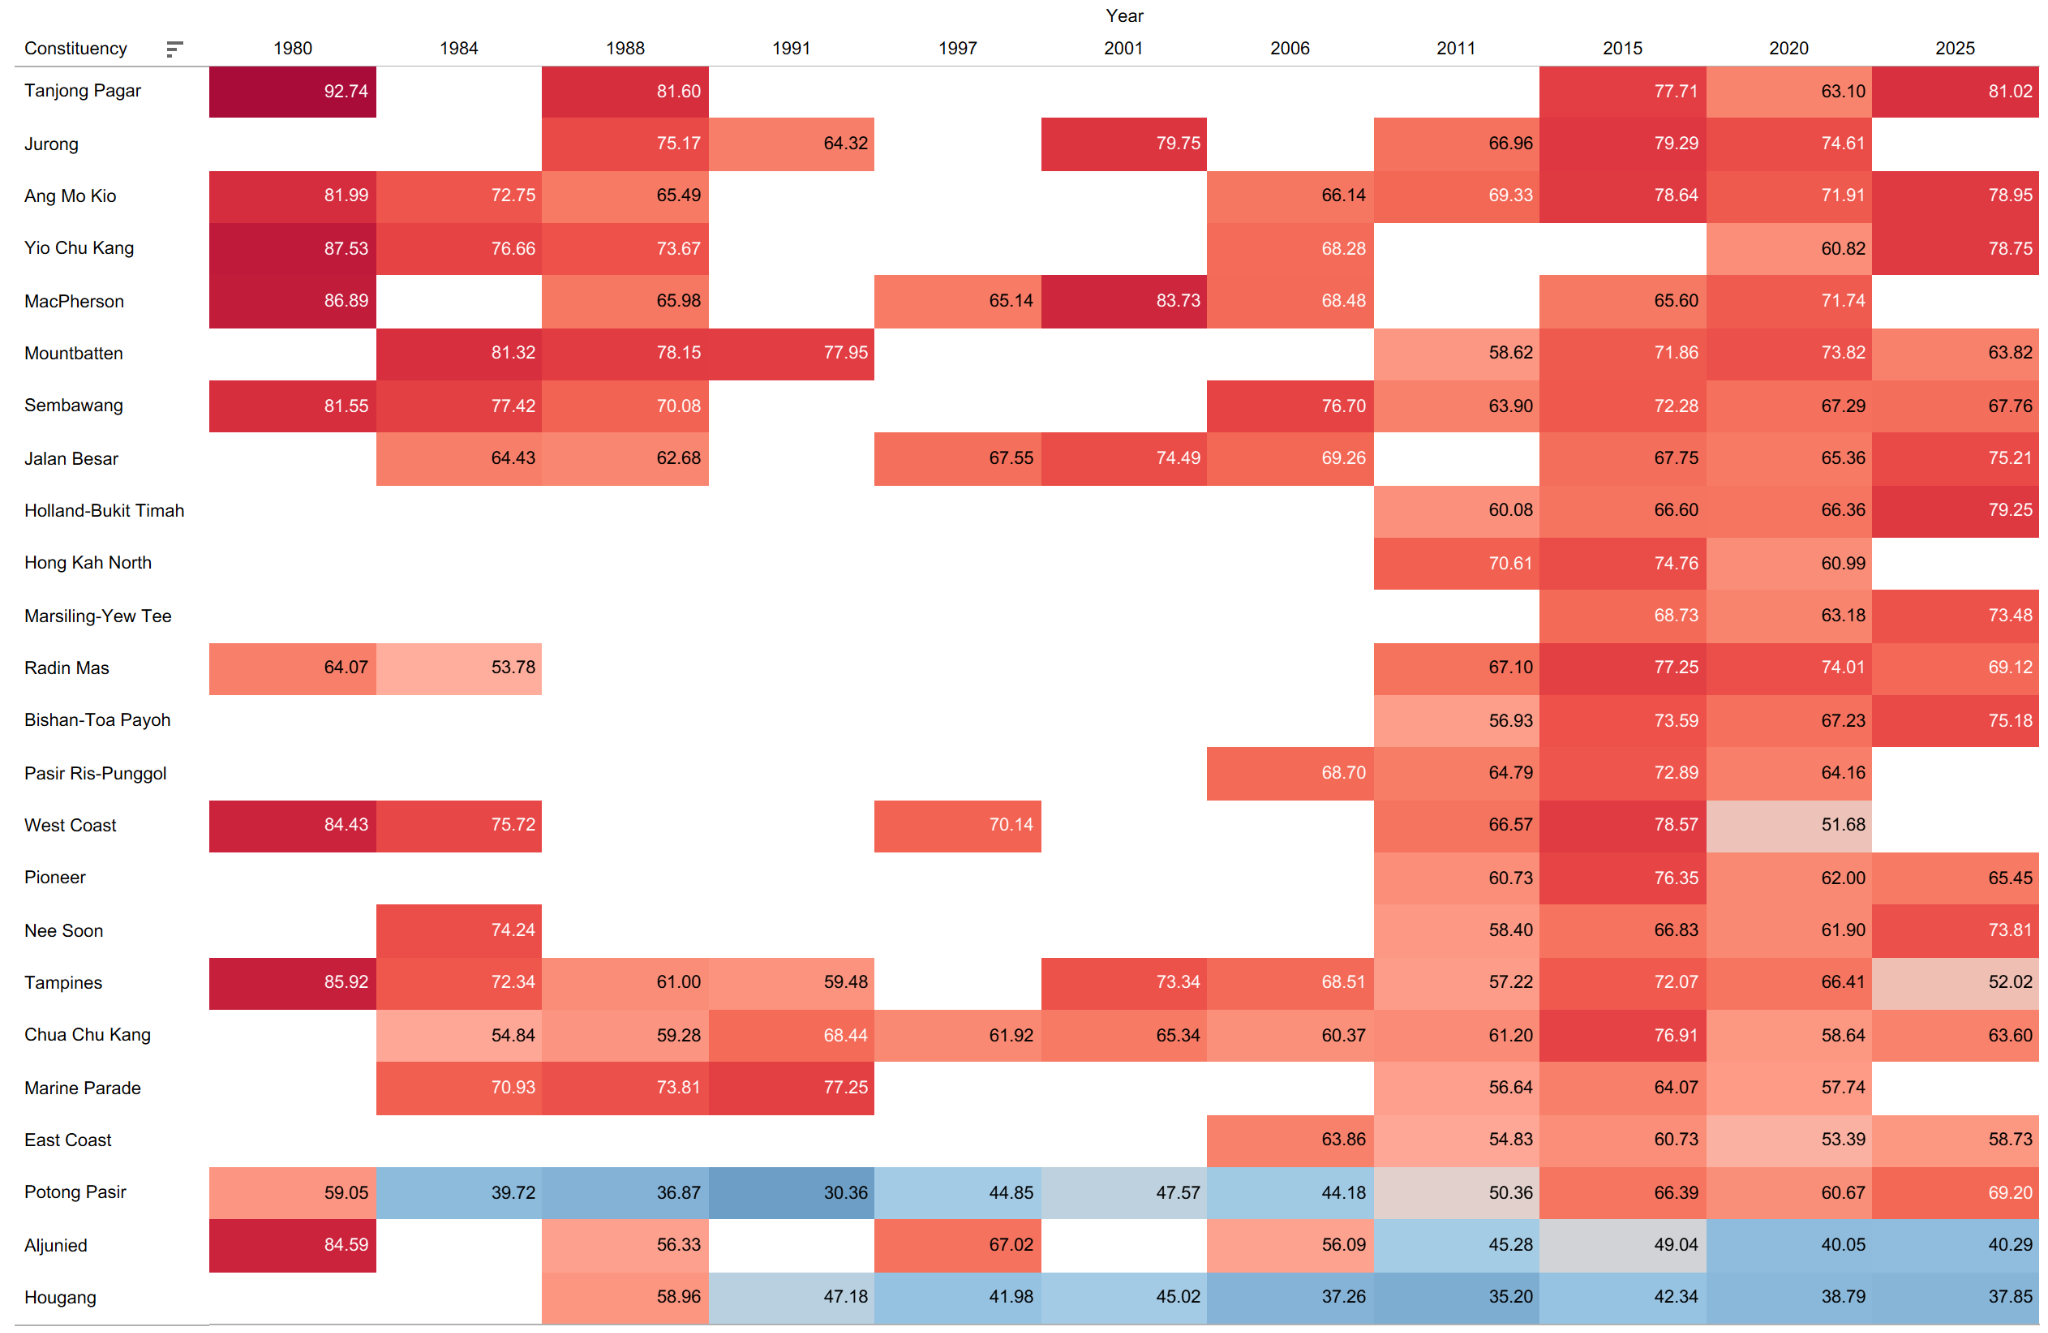 Year
Constituency 1980 1984 1988 1991 1997 2001 2006 2011 2015 2020 2025
Tanjong Pagar 92.74 81.60 77.71 63.10 81.02
Jurong 75.17 64.32 79.75 66.96 79.29 74.61
Ang Mo Kio 81.99 72.75 65.49 66.14 69.33 78.64 71.91 78.95
Yio Chu Kang 87.53 76.66 73.67 68.28 60.82 78.75
MacPherson 86.89 65.98 65.14 83.73 68.48 65.60 71.74
Mountbatten 81.32 78.15 77.95 58.62 71.86 73.82 63.82
Sembawang 81.55 77.42 70.08 76.70 63.90 72.28 67.29 67.76
Jalan Besar 64.43 62.68 67.55 74.49 69.26 67.75 65.36 75.21
Holland-Bukit Timah 60.08 66.60 66.36 79.25
Hong Kah North 70.61 74.76 60.99
Marsiling-Yew Tee 68.73 63.18 73.48
Radin Mas 64.07 53.78 67.10 77.25 74.01 69.12
Bishan-Toa Payoh 56.93 73.59 67.23 75.18
Pasir Ris-Punggol 68.70 64.79 72.89 64.16
West Coast 84.43 75.72 70.14 66.57 78.57 51.68
Pioneer 60.73 76.35 62.00 65.45
Nee Soon 74.24 58.40 66.83 61.90 73.81
Tampines 85.92 72.34 61.00 59.48 73.34 68.51 57.22 72.07 66.41 52.02
Chua Chu Kang 54.84 59.28 68.44 61.92 65.34 60.37 61.20 76.91 58.64 63.60
Marine Parade 70.93 73.81 77.25 56.64 64.07 57.74
East Coast 63.86 54.83 60.73 53.39 58.73
Potong Pasir 59.05 39.72 36.87 30.36 44.85 47.57 44.18 50.36 66.39 60.67 69.20
Aljunied 84.59 56.33 67.02 56.09 45.28 49.04 40.05 40.29
Hougang 58.96 47.18 41.98 45.02 37.26 35.20 42.34 38.79 37.85